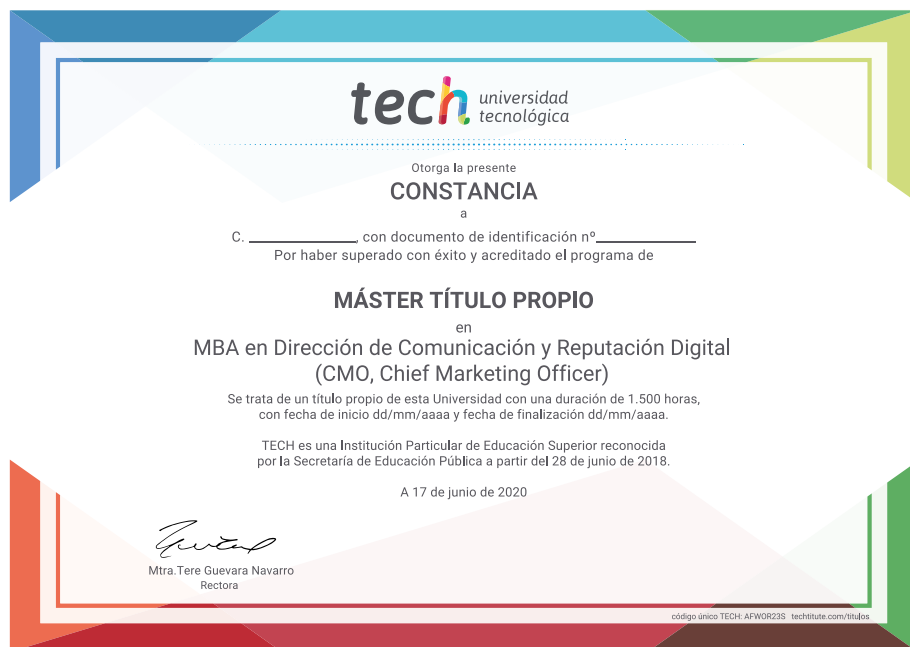 tech universidad
tecnológica
Otorga la presente
CONSTANCIA
a
C. ______________, con documento de identificación nº_____________
Por haber superado con éxito y acreditado el programa de
MÁSTER TÍTULO PROPIO
en
MBA en Dirección de Comunicación y Reputación Digital
(CMO, Chief Marketing Officer)
Se trata de un título propio de esta Universidad con una duración de 1.500 horas,
con fecha de inicio dd/mm/aaaa y fecha de finalización dd/mm/aaaa.
TECH es una Institución Particular de Educación Superior reconocida
por la Secretaría de Educación Pública a partir del 28 de junio de 2018.
A 17 de junio de 2020
Mtra.Tere Guevara Navarro
Rectora
código único TECH: AFWOR23S techtitute.com/titulos